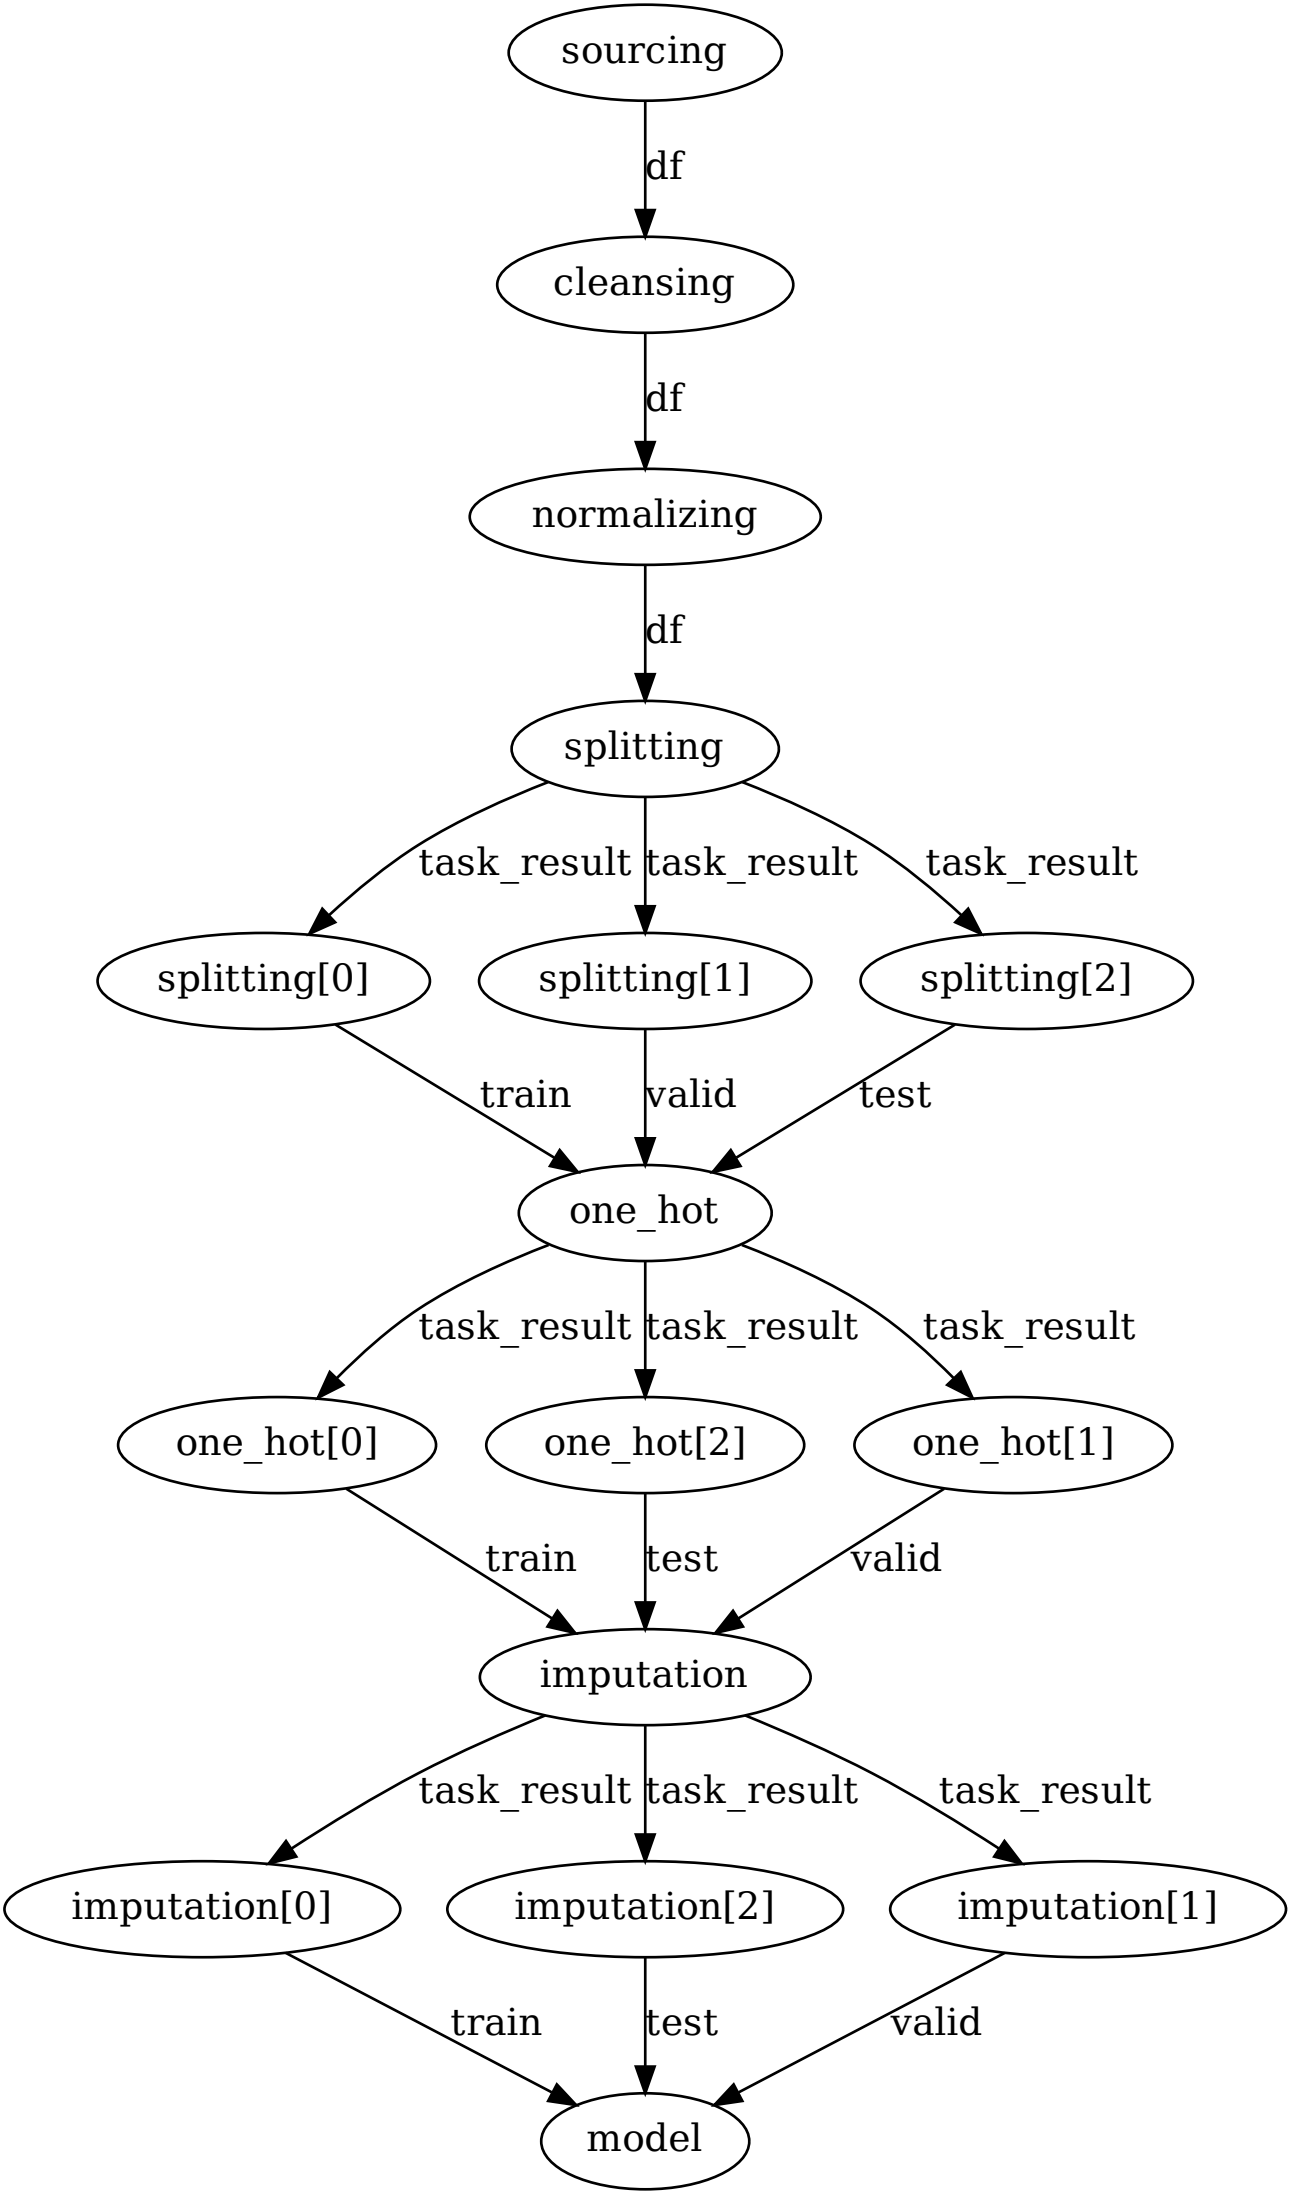 sourcing
df
cleansing
df
normalizing
df
splitting
task_result task_result task_result
splitting[0] splitting[1] splitting[2]
train valid test
one_hot
task_result task_result task_result
one_hot[0] one_hot[2] one_hot[1]
train test valid
imputation
task_result task_result task_result
imputation[0] imputation[2] imputation[1]
train test valid
model